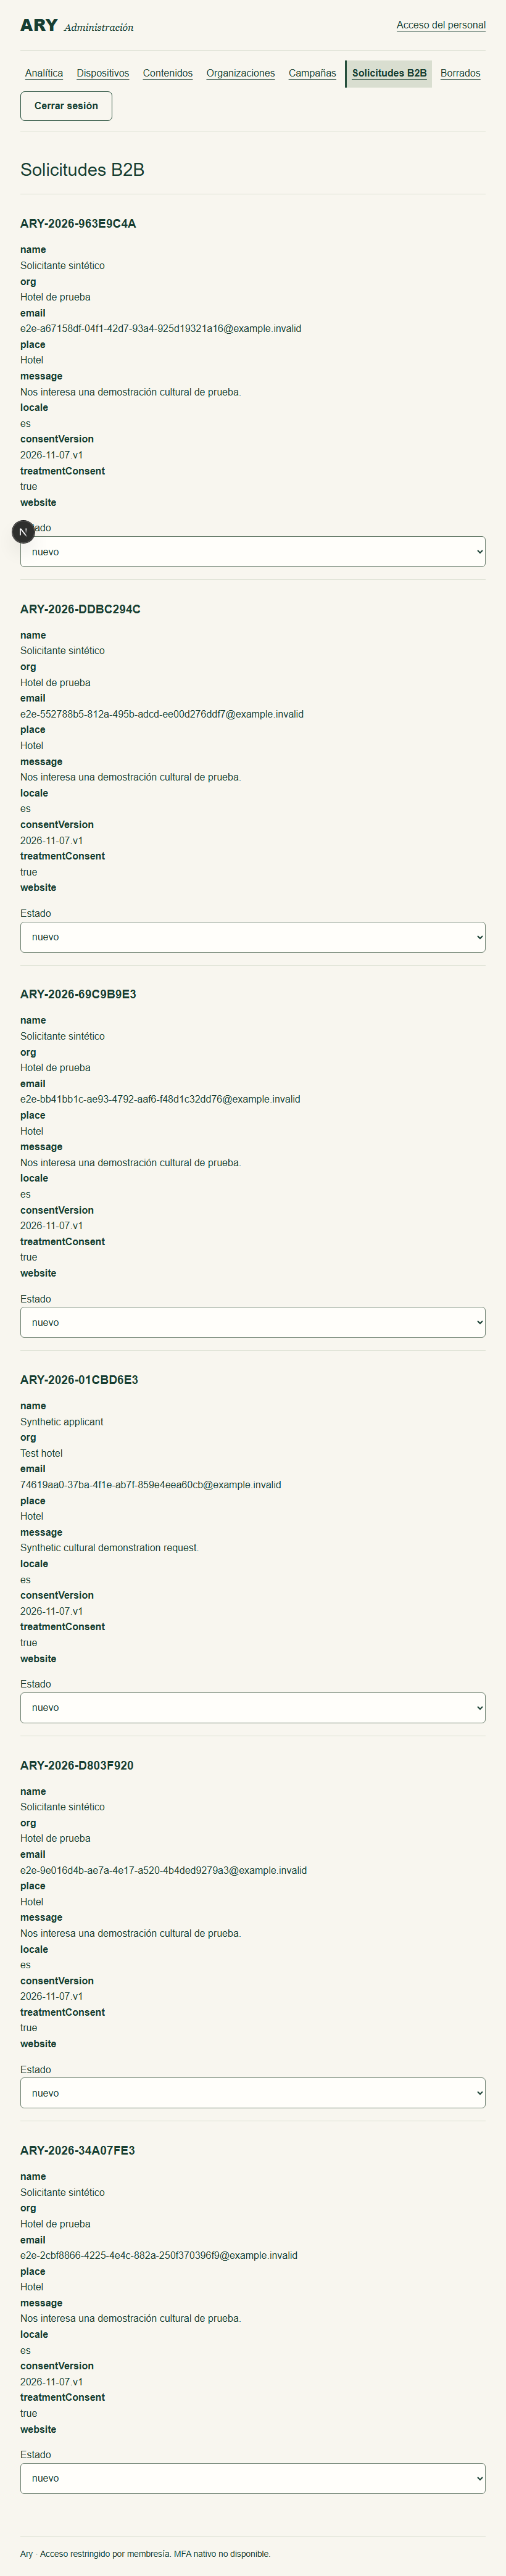 ARY Administración
Acceso del personal
Analítica Dispositivos Contenidos Organizaciones Campañas Solicitudes B2B Borrados
Cerrar sesión
Solicitudes B2B
ARY-2026-963E9C4A
name
Solicitante sintético
org
Hotel de prueba
email
e2e-a67158df-04f1-42d7-93a4-925d19321a16@example.invalid
place
Hotel
message
Nos interesa una demostración cultural de prueba.
locale
es
consentVersion
2026-11-07.v1
treatmentConsent
true
website
N
ado
nuevo
ARY-2026-DDBC294C
name
Solicitante sintético
org
Hotel de prueba
email
e2e-552788b5-812a-495b-adcd-ee00d276ddf7@example.invalid
place
Hotel
message
Nos interesa una demostración cultural de prueba.
locale
es
consentVersion
2026-11-07.v1
treatmentConsent
true
website
Estado
nuevo
ARY-2026-69C9B9E3
name
Solicitante sintético
org
Hotel de prueba
email
e2e-bb41bb1c-ae93-4792-aaf6-f48d1c32dd76@example.invalid
place
Hotel
message
Nos interesa una demostración cultural de prueba.
locale
es
consentVersion
2026-11-07.v1
treatmentConsent
true
website
Estado
nuevo
ARY-2026-01CBD6E3
name
Synthetic applicant
org
Test hotel
email
74619aa0-37ba-4f1e-ab7f-859e4eea60cb@example.invalid
place
Hotel
message
Synthetic cultural demonstration request.
locale
es
consentVersion
2026-11-07.v1
treatmentConsent
true
website
Estado
nuevo
ARY-2026-D803F920
name
Solicitante sintético
org
Hotel de prueba
email
e2e-9e016d4b-ae7a-4e17-a520-4b4ded9279a3@example.invalid
place
Hotel
message
Nos interesa una demostración cultural de prueba.
locale
es
consentVersion
2026-11-07.v1
treatmentConsent
true
website
Estado
nuevo
ARY-2026-34A07FE3
name
Solicitante sintético
org
Hotel de prueba
email
e2e-2cbf8866-4225-4e4c-882a-250f370396f9@example.invalid
place
Hotel
message
Nos interesa una demostración cultural de prueba.
locale
es
consentVersion
2026-11-07.v1
treatmentConsent
true
website
Estado
nuevo
Ary · Acceso restringido por membresía. MFA nativo no disponible.